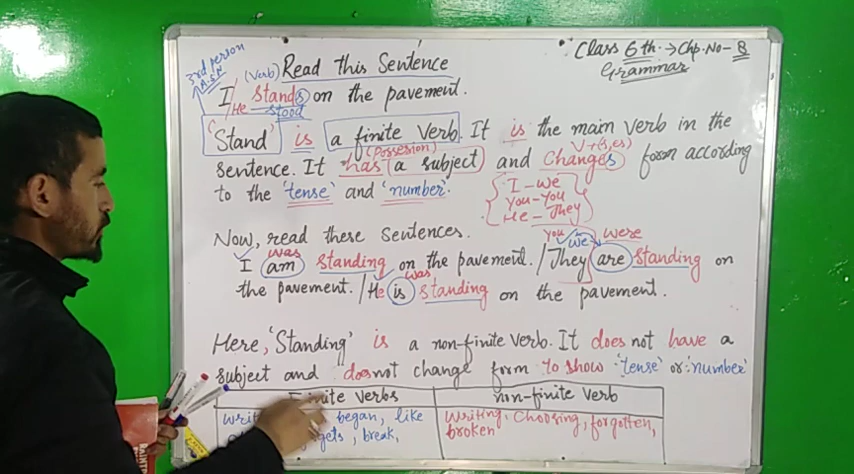 Class 6th → Chp. No - 8
Grammar
3rd person
(Verb) Read this Sentence
I stands on the pavement.
He stood
'Stand' is a finite verb. It is the main verb in the
(possession) V+(s,es)
sentence. It has a subject and changes form according
to the 'tense' and 'number'.
I - we
you - you
He - They
Now, read these Sentences.
you we were
was
I am standing on the pavement. / They are standing on
was
the pavement. / He is standing on the pavement.
Here, 'Standing' is a non-finite verb. It does not have a
subject and does not change form to show 'tense' or 'number'
Finite verbs non-finite verb
began, like Writing, Choosing, forgotten,
break, broken